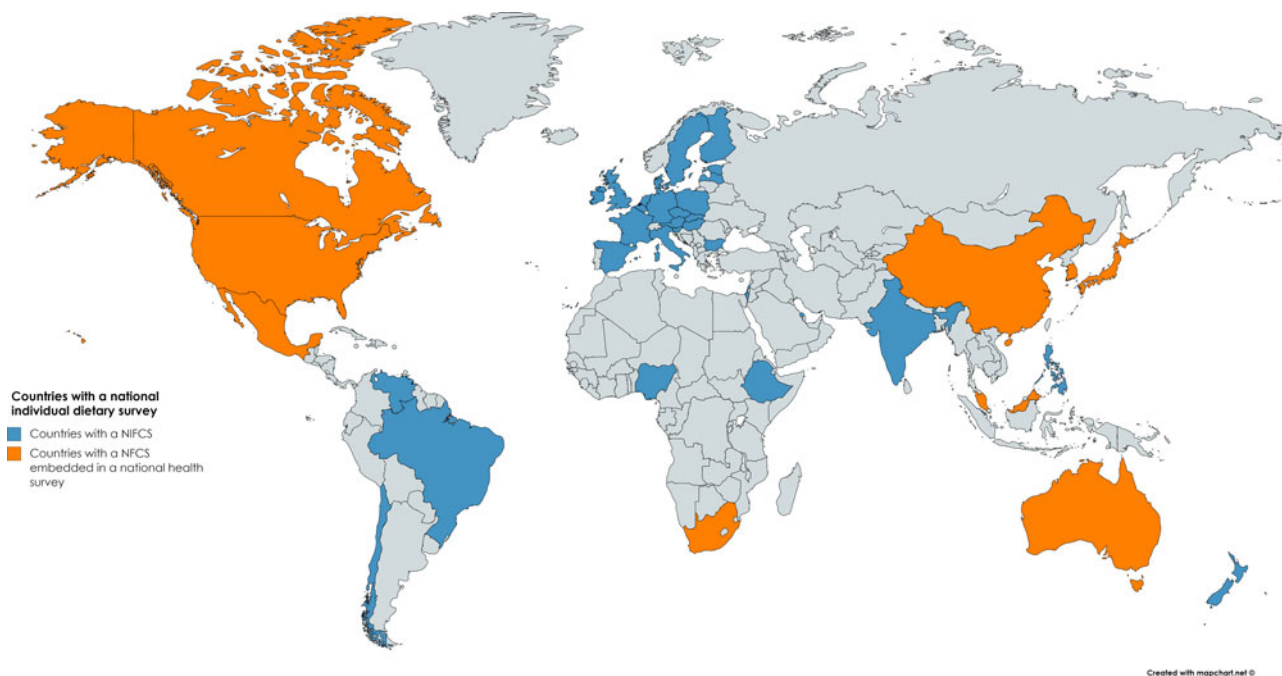 Countries with a national
individual dietary survey
Countries with a NIFCS
Countries with a NFCS
embedded in a national health
survey
Created with mapchart.net ©